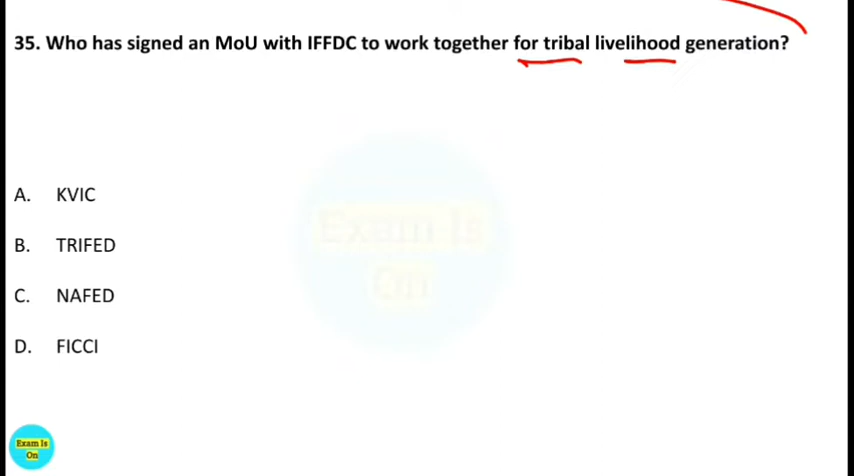 35. Who has signed an MoU with IFFDC to work together for tribal livelihood generation?
Exam Is
On
A. KVIC
B. TRIFED
C. NAFED
D. FICCI
Exam Is
On